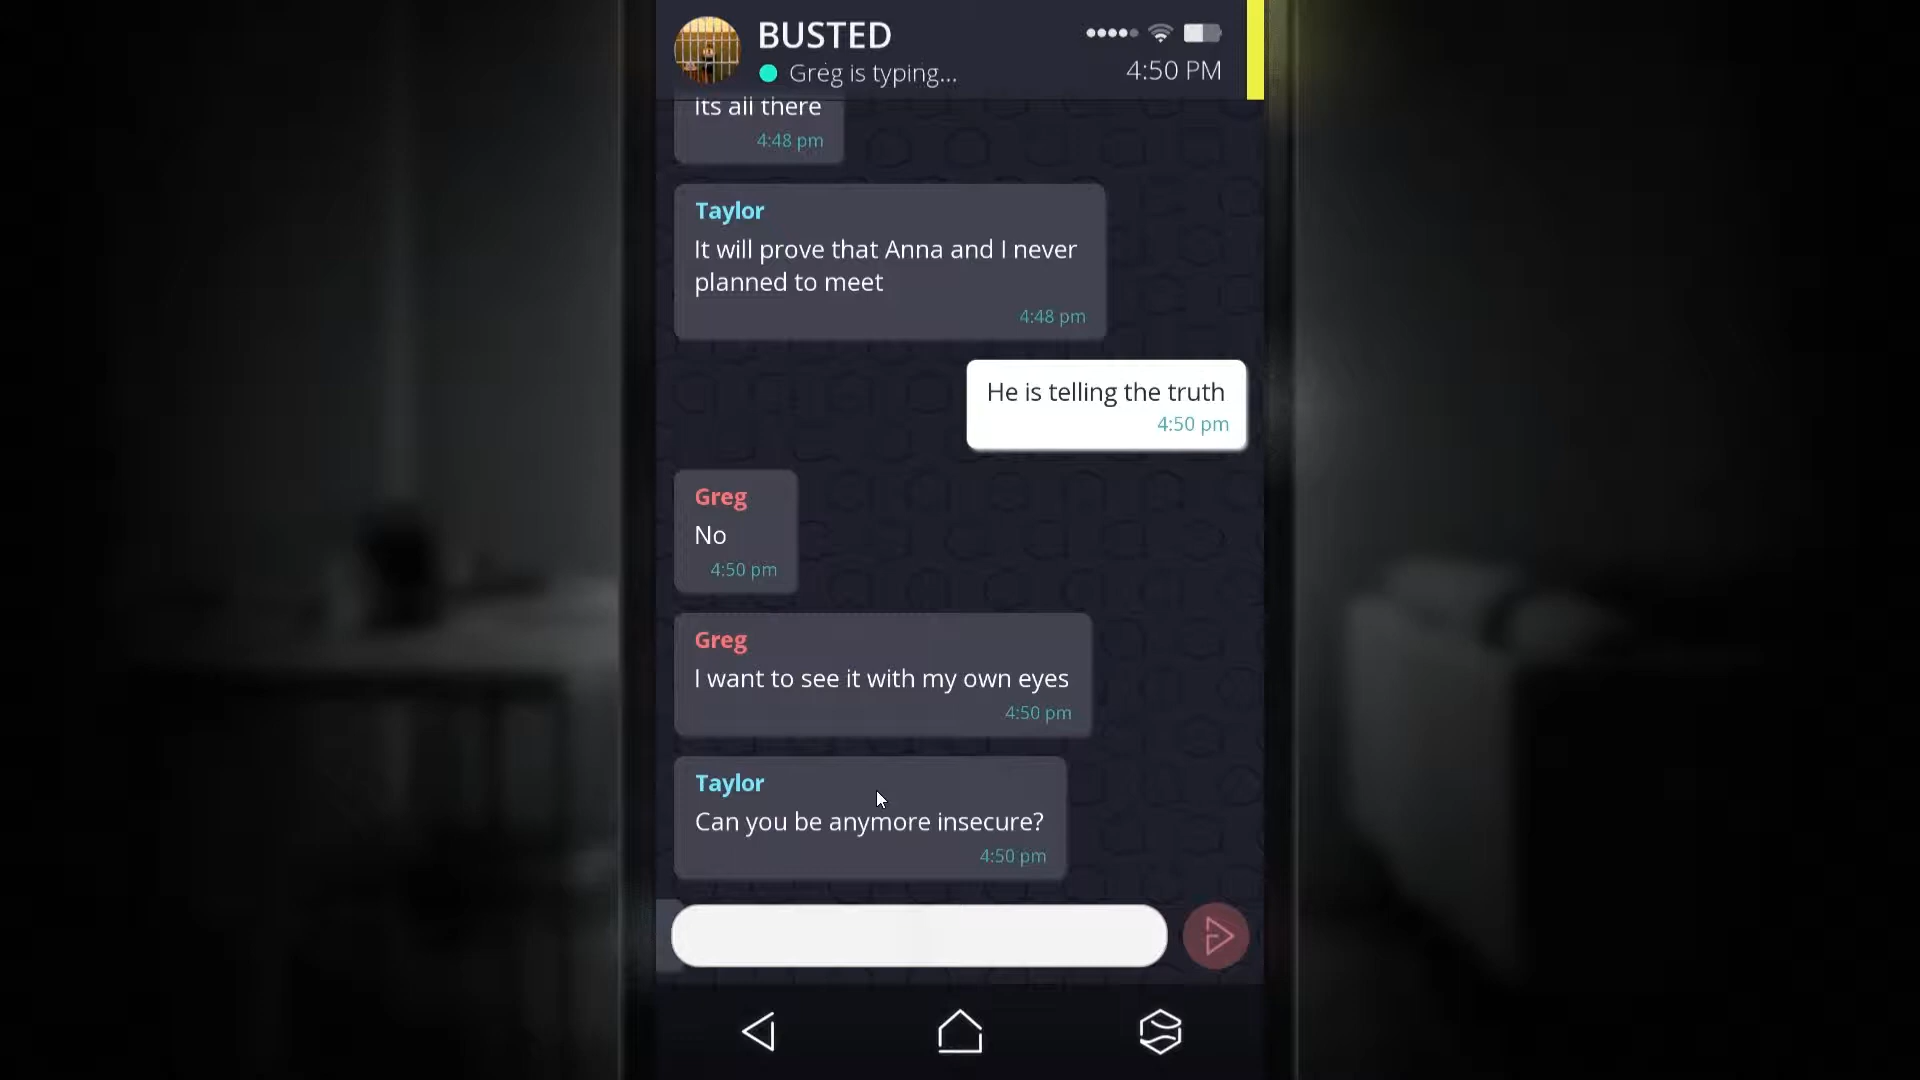 BUSTED
Greg is typing...
4:50 PM
its all there
4:48 pm
Taylor
It will prove that Anna and I never
planned to meet
4:48 pm
He is telling the truth
4:50 pm
Greg
No
4:50 pm
Greg
I want to see it with my own eyes
4:50 pm
Taylor
Can you be anymore insecure?
4:50 pm